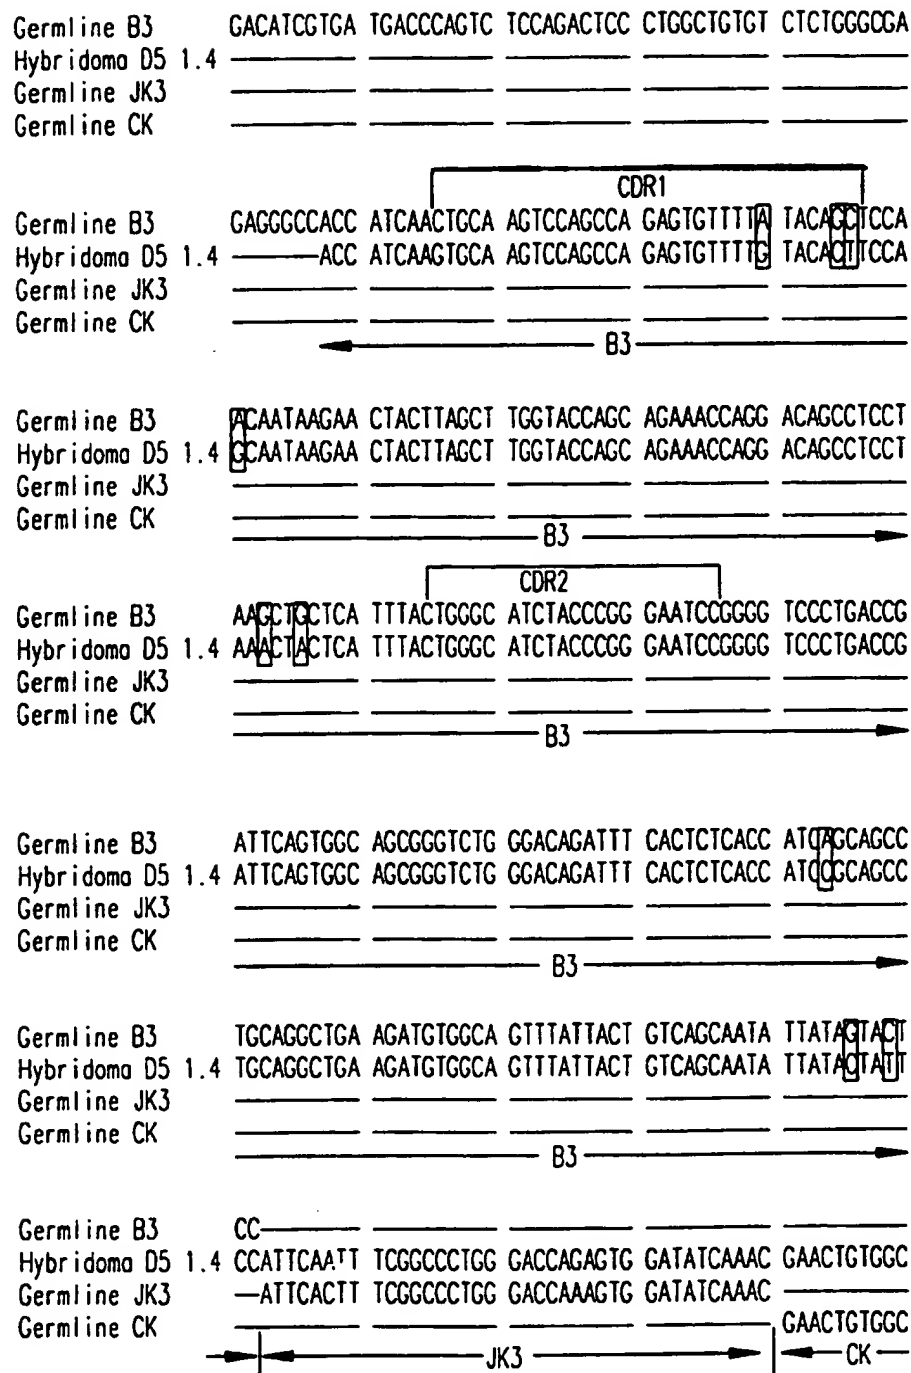 Germline B3 GACATCGTGA TGACCCAGTC TCCAGACTCC CTGGCTGTGT CTCTGGGCGA
Hybridoma D5 1.4
Germline JK3
Germline CK
CDR1
Germline B3 GAGGGCCACC ATCAACTGCA AGTCCAGCCA GAGTGTTTTA TACAGCTCCA
Hybridoma D5 1.4 ACC ATCAAGTGCA AGTCCAGCCA GAGTGTTTTG TACACTTCCA
Germline JK3
Germline CK
B3
Germline B3 ACAATAAGAA CTACTTAGCT TGGTACCAGC AGAAACCAGG ACAGCCTCCT
Hybridoma D5 1.4 GCAATAAGAA CTACTTAGCT TGGTACCAGC AGAAACCAGG ACAGCCTCCT
Germline JK3
Germline CK
B3
CDR2
Germline B3 AAGCTGCTCA TTTACTGGGC ATCTACCCGG GAATCCGGGG TCCCTGACCG
Hybridoma D5 1.4 AAACTACTCA TTTACTGGGC ATCTACCCGG GAATCCGGGG TCCCTGACCG
Germline JK3
Germline CK
B3
Germline B3 ATTCAGTGGC AGCGGGTCTG GGACAGATTT CACTCTCACC ATCAGCAGCC
Hybridoma D5 1.4 ATTCAGTGGC AGCGGGTCTG GGACAGATTT CACTCTCACC ATCCGCAGCC
Germline JK3
Germline CK
B3
Germline B3 TGCAGGCTGA AGATGTGGCA GTTTATTACT GTCAGCAATA TTATAGTACT
Hybridoma D5 1.4 TGCAGGCTGA AGATGTGGCA GTTTATTACT GTCAGCAATA TTATACTATT
Germline JK3
Germline CK
B3
Germline B3 CC
Hybridoma D5 1.4 CCATTCAATT TCGGCCCTGG GACCAGAGTG GATATCAAAC GAACTGTGGC
Germline JK3 ATTCACTT TCGGCCCTGG GACCAAAGTG GATATCAAAC
Germline CK GAACTGTGGC
JK3 CK